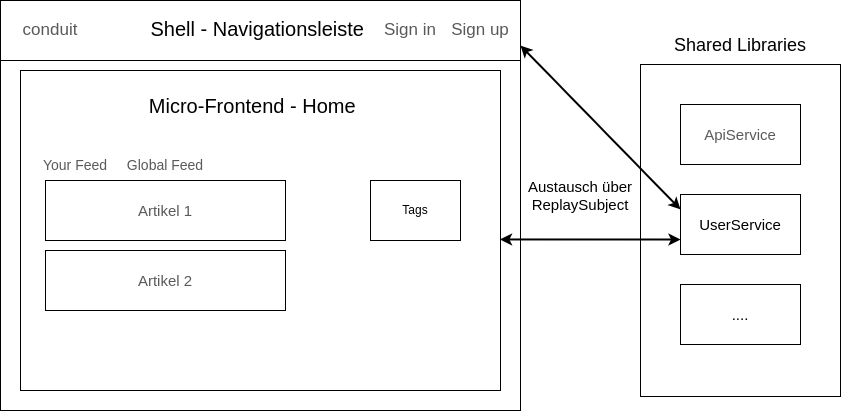 conduit
Shell - Navigationsleiste
Sign in
Sign up
Micro-Frontend - Home
Your Feed
Global Feed
Artikel 1
Artikel 2
Tags
Austausch über
ReplaySubject
Shared Libraries
ApiService
UserService
....